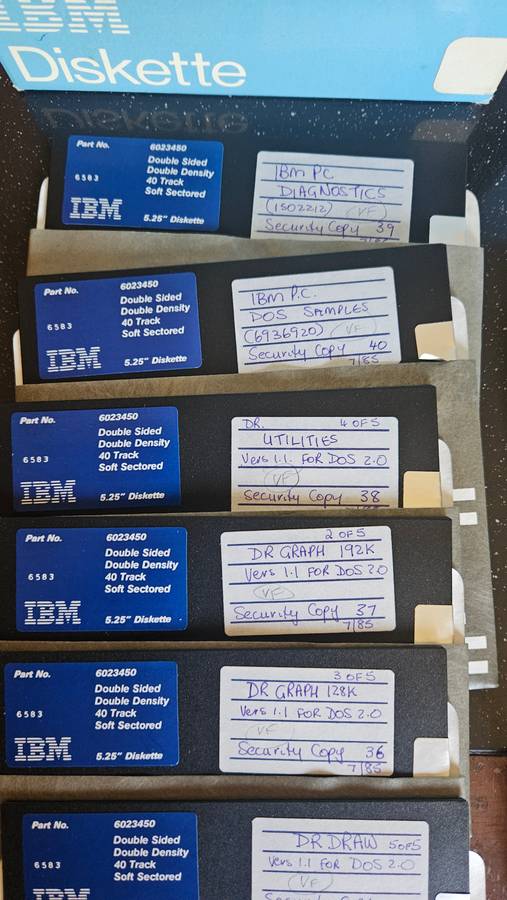 IBM
Diskette
Part No. 6023450
Double Sided
Double Density
6583 40 Track
Soft Sectored
IBM
5.25" Diskette
IBM PC
DIAGNOSTICS
(1502212) (VF)
Security Copy 39
7/85
Part No. 6023450
Double Sided
Double Density
6583 40 Track
Soft Sectored
IBM
5.25" Diskette
IBM P.C.
DOS SAMPLES
(6936920) (VF)
Security Copy 40
7/85
Part No. 6023450
Double Sided
Double Density
6583 40 Track
Soft Sectored
IBM
5.25" Diskette
DR. 4 OF 5
UTILITIES
Vers 1.1. FOR DOS 2.0
(VF)
Security Copy 38
Part No. 6023450
Double Sided
Double Density
6583 40 Track
Soft Sectored
IBM
5.25" Diskette
2 OF 5
DR GRAPH 192K
Vers 1.1 FOR DOS 2.0
(VF)
Security Copy 37
7/85
Part No. 6023450
Double Sided
Double Density
6583 40 Track
Soft Sectored
IBM
5.25" Diskette
3 OF 5
DR GRAPH 128K
Vers 1.1 FOR DOS 2.0
(VF)
Security Copy 36
7/85
Part No. 6023450
Double Sided
Double Density
6583 40 Track
Soft Sectored
IBM
5.25" Diskette
DR DRAW 5 OF 5
Vers 1.1 FOR DOS 2.0
(VF)